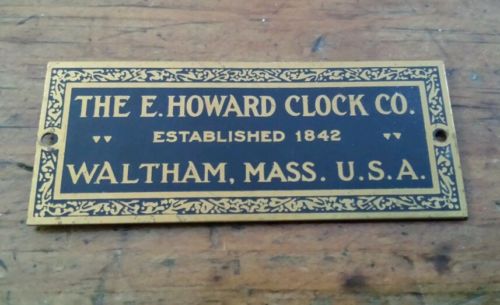 THE E. HOWARD CLOCK CO.
ESTABLISHED 1842
WALTHAM, MASS. U.S.A.